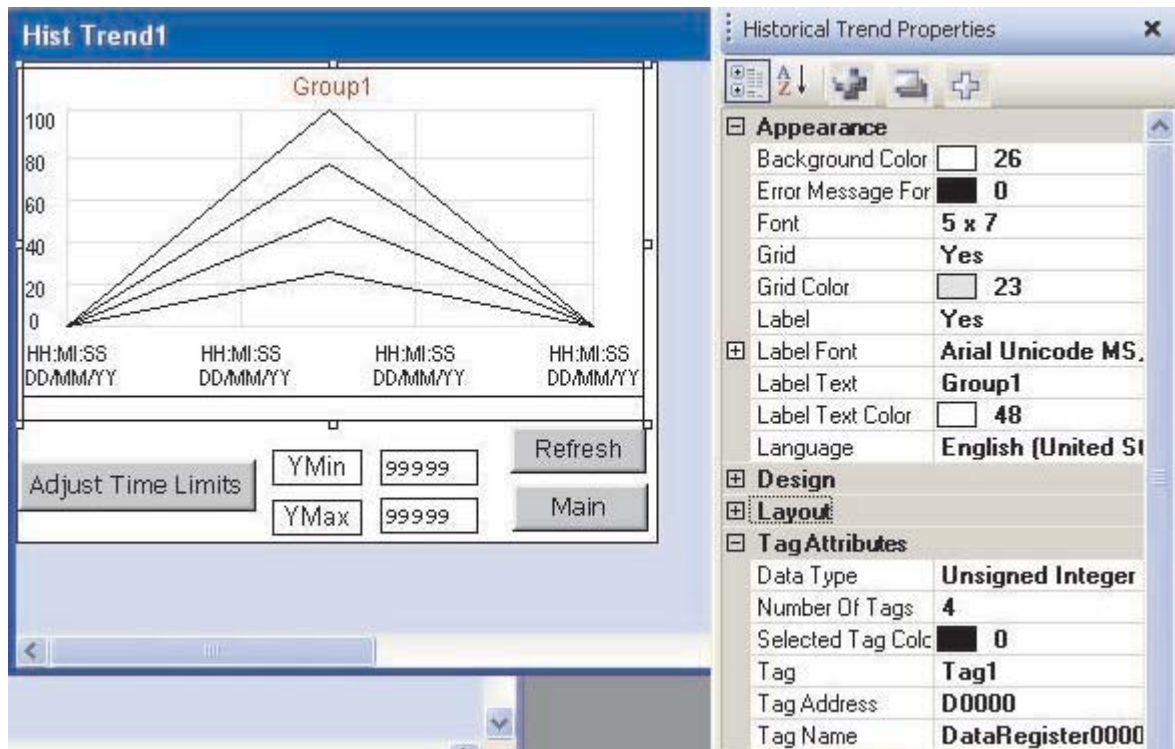 Hist Trend1
Group1
100
80
60
40
20
0
HH:MI:SS HH:MI:SS HH:MI:SS HH:MI:SS
DD/MM/YY DD/MM/YY DD/MM/YY DD/MM/YY
Adjust Time Limits
YMin 99999
YMax 99999
Refresh
Main
Historical Trend Properties
Appearance
Background Color 26
Error Message For 0
Font 5 x 7
Grid Yes
Grid Color 23
Label Yes
Label Font Arial Unicode MS,
Label Text Group1
Label Text Color 48
Language English (United St
Design
Layout
Tag Attributes
Data Type Unsigned Integer
Number Of Tags 4
Selected Tag Colc 0
Tag Tag1
Tag Address D0000
Tag Name DataRegister0000